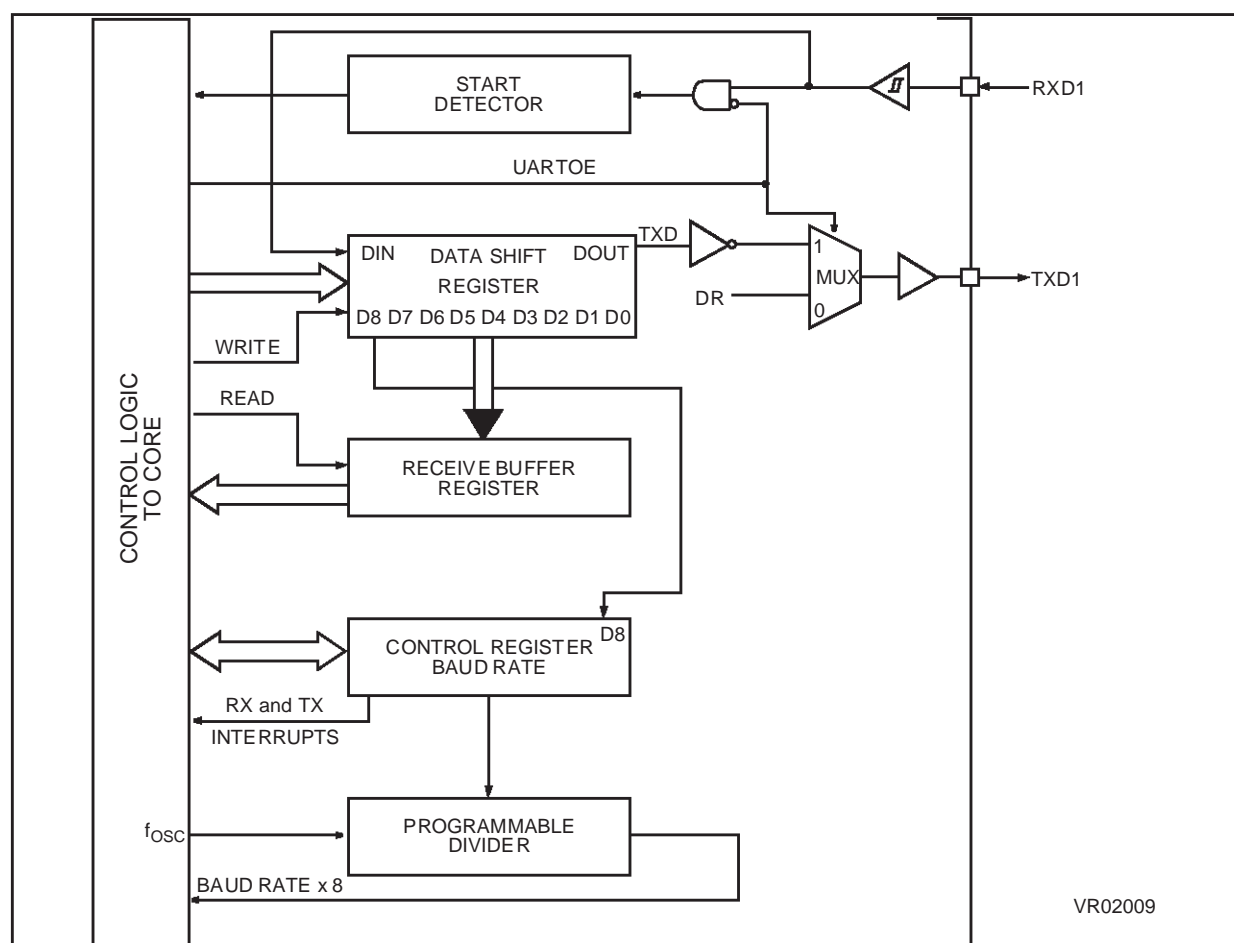 START
DETECTOR
RXD1
UARTOE
TXD
DIN DATA SHIFT DOUT
REGISTER
D8 D7 D6 D5 D4 D3 D2 D1 D0
1
MUX
0
DR
TXD1
WRITE
READ
CONTROL LOGIC
TO CORE
RECEIVE BUFFER
REGISTER
D8
CONTROL REGISTER
BAUD RATE
RX and TX
INTERRUPTS
fOSC
PROGRAMMABLE
DIVIDER
BAUD RATE x 8
VR02009